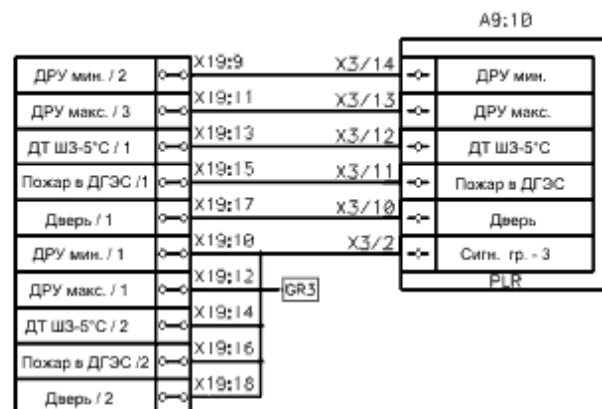 A9:10
ДРУ мин. / 2 X19:9 X3/14 ДРУ мин.
ДРУ макс. / 3 X19:11 X3/13 ДРУ макс.
ДТ ШЗ-5°С / 1 X19:13 X3/12 ДТ ШЗ-5°С
Пожар в ДГЭС /1 X19:15 X3/11 Пожар в ДГЭС
Дверь / 1 X19:17 X3/10 Дверь
ДРУ мин. / 1 X19:10 X3/2 Сигн. гр. - 3
ДРУ макс. / 1 X19:12 GR3 PLR
ДТ ШЗ-5°С / 2 X19:14
Пожар в ДГЭС /2 X19:16
Дверь / 2 X19:18